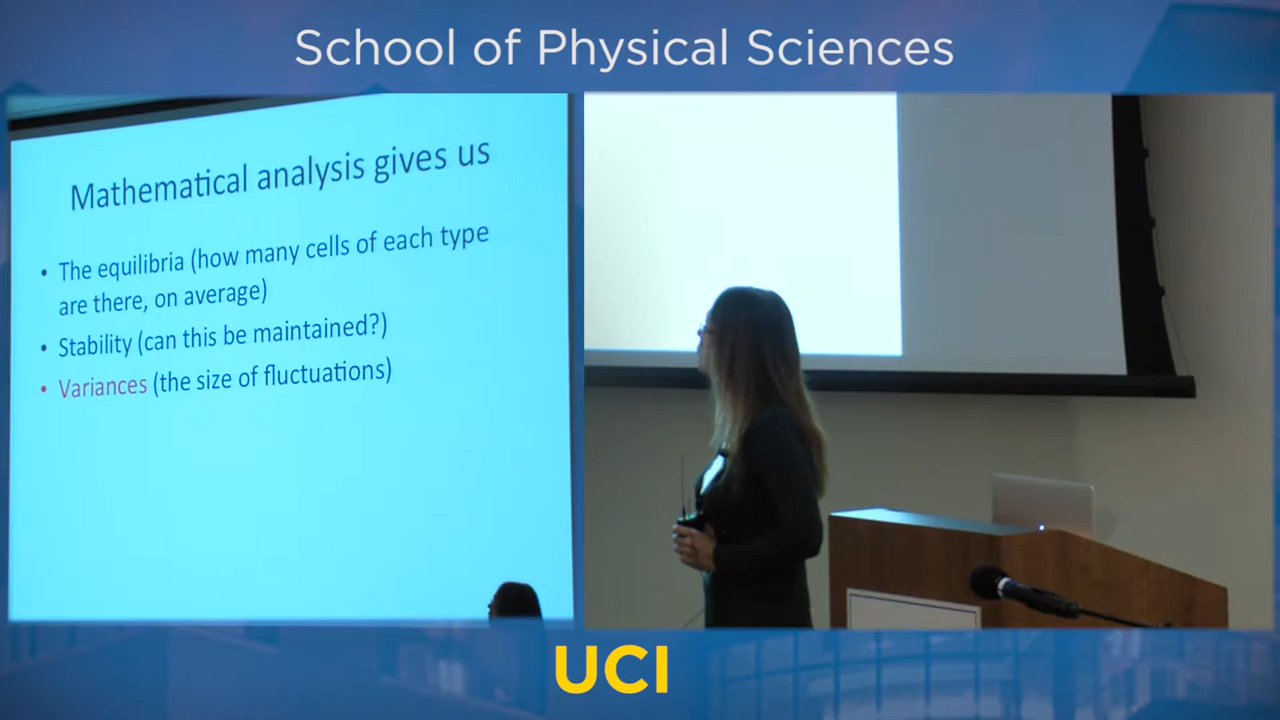 School of Physical Sciences
Mathematical analysis gives us
• The equilibria (how many cells of each type
are there, on average)
• Stability (can this be maintained?)
• Variances (the size of fluctuations)
UCI